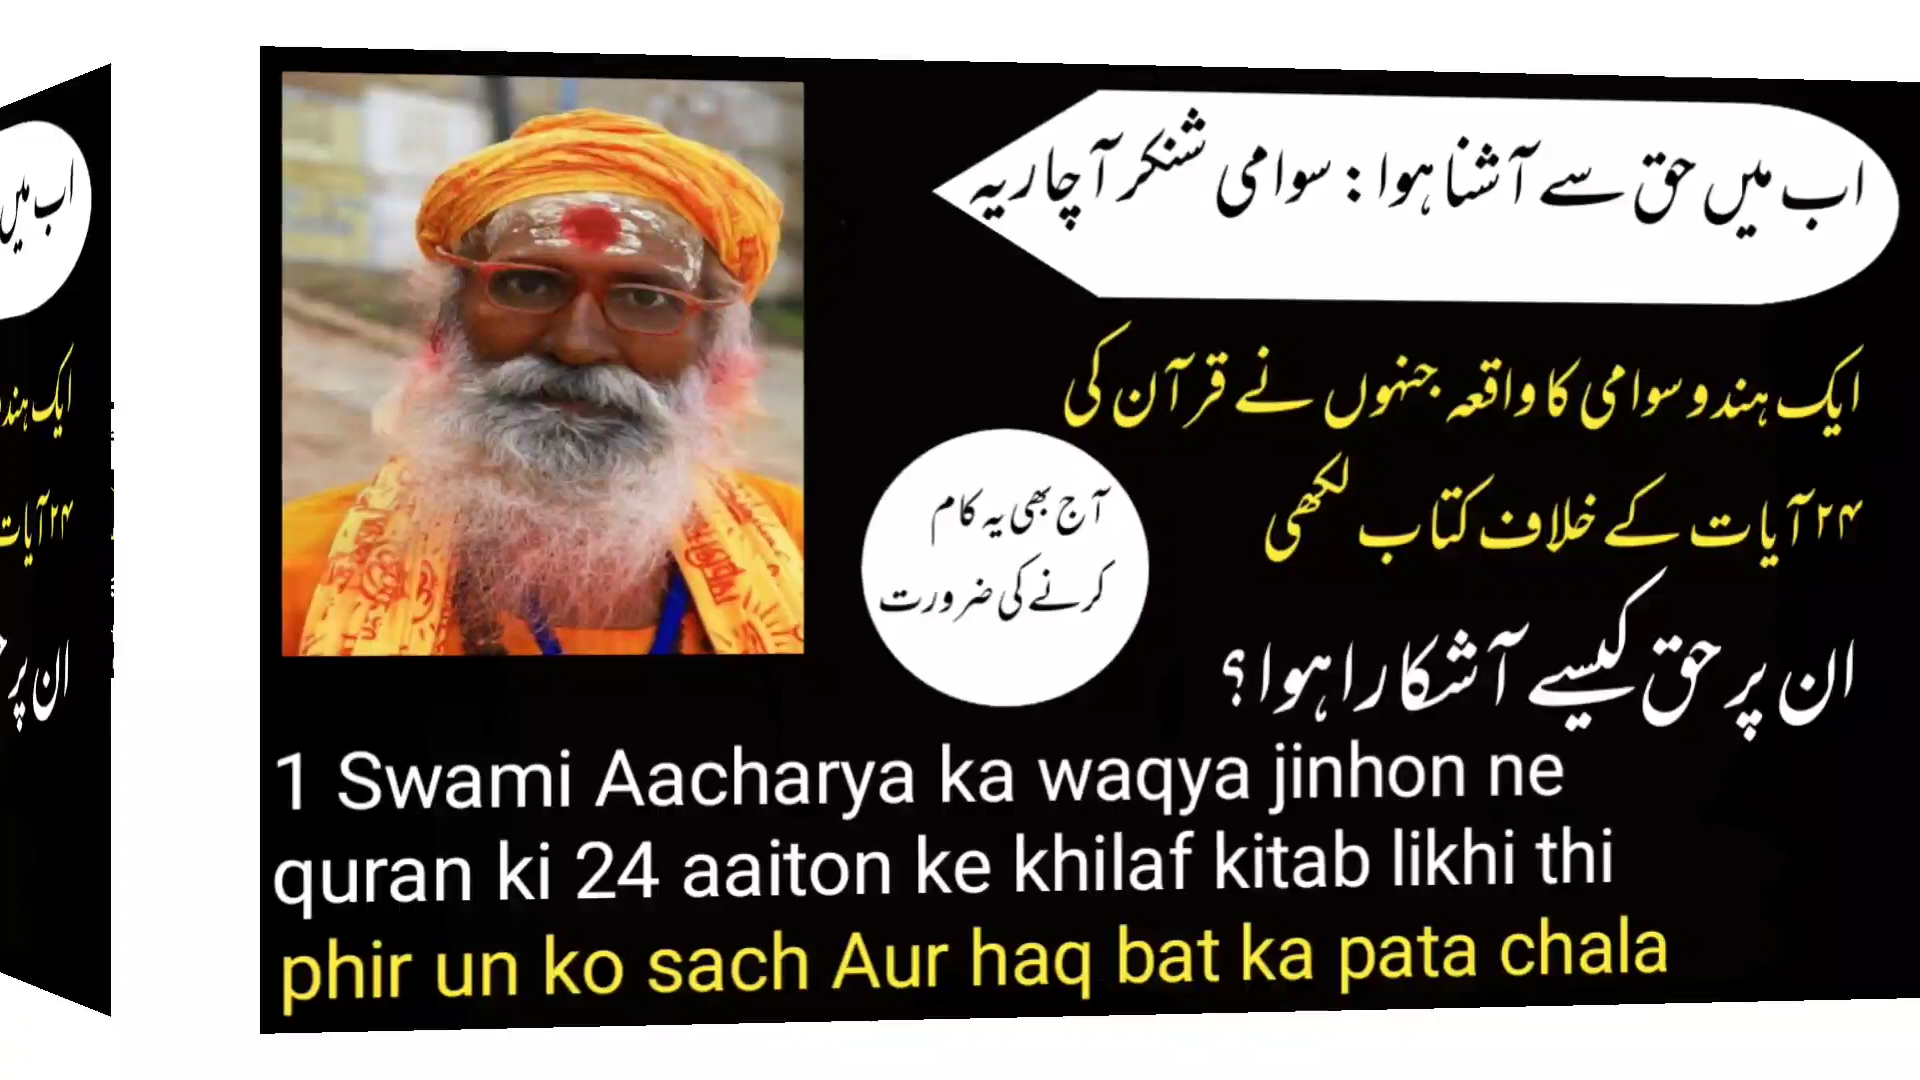 اب میں حق سے آشنا ہوا : سوامی شنکر آچاریہ
ایک ہندو سوامی کا واقعہ جنہوں نے قرآن کی
۲۴ آیات کے خلاف کتاب لکھی
آج بھی یہ کام
کرنے کی ضرورت
ان پر حق کیسے آشکارا ہوا؟
1 Swami Aacharya ka waqya jinhon ne
quran ki 24 aaiton ke khilaf kitab likhi thi
phir un ko sach Aur haq bat ka pata chala
اب میں
ایک ہندو
۲۴ آیات
ان پر